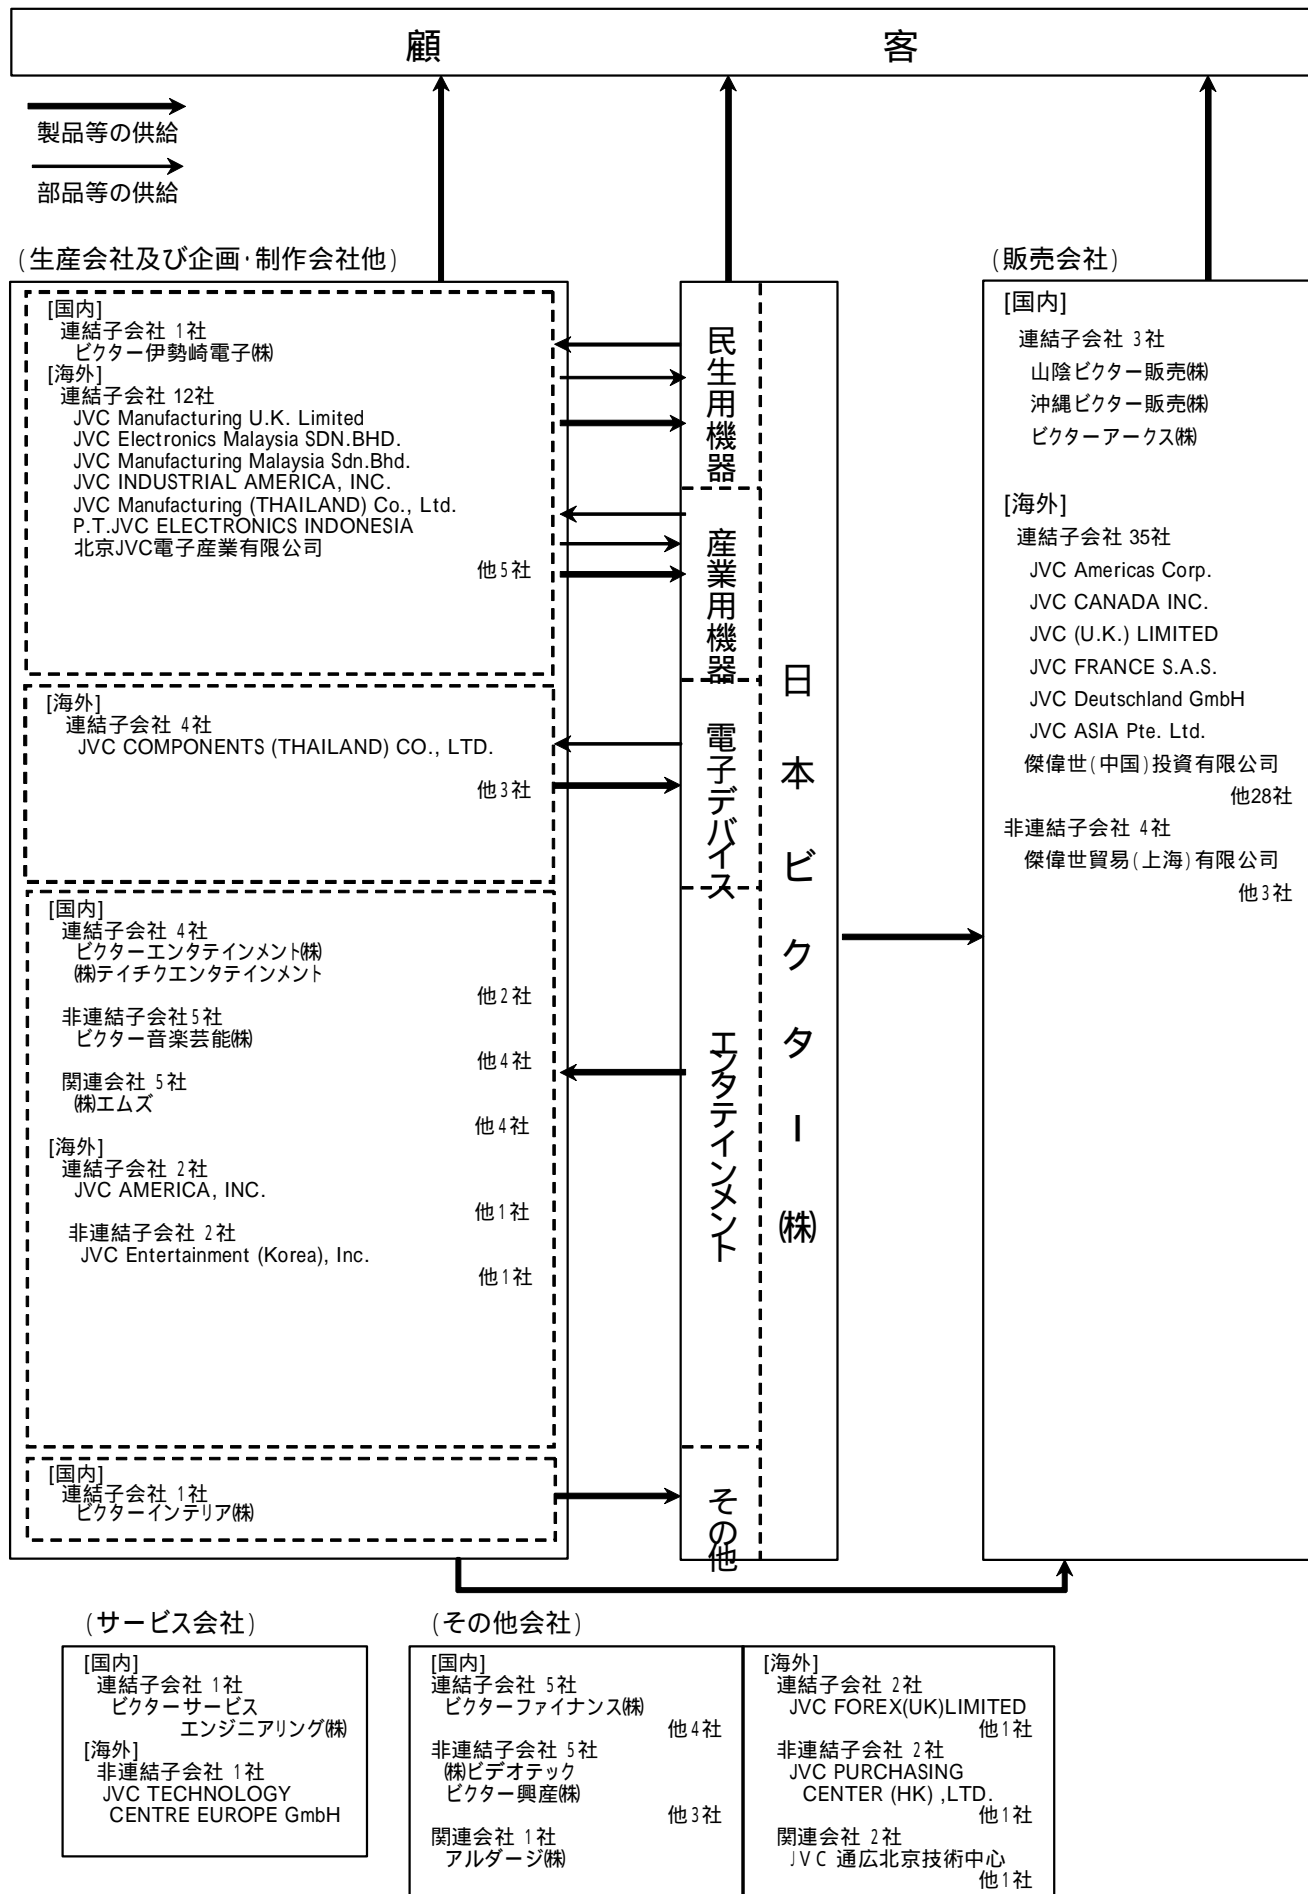 顧客
製品等の供給
部品等の供給
(生産会社及び企画・制作会社他)
[国内]
連結子会社 1社
ビクター伊勢崎電子㈱
[海外]
連結子会社 12社
JVC Manufacturing U.K. Limited
JVC Electronics Malaysia SDN.BHD.
JVC Manufacturing Malaysia Sdn.Bhd.
JVC INDUSTRIAL AMERICA, INC.
JVC Manufacturing (THAILAND) Co., Ltd.
P.T.JVC ELECTRONICS INDONESIA
北京JVC電子産業有限公司
他5社
[海外]
連結子会社 4社
JVC COMPONENTS (THAILAND) CO., LTD.
他3社
[国内]
連結子会社 4社
ビクターエンタテインメント㈱
㈱テイチクエンタテインメント
他2社
非連結子会社5社
ビクター音楽芸能㈱
他4社
関連会社 5社
㈱エムズ
他4社
[海外]
連結子会社 2社
JVC AMERICA, INC.
他1社
非連結子会社 2社
JVC Entertainment (Korea), Inc.
他1社
[国内]
連結子会社 1社
ビクターインテリア㈱
民生用機器
産業用機器
電子デバイス
エンタテインメント
その他
日本ビクター㈱
(販売会社)
[国内]
連結子会社 3社
山陰ビクター販売㈱
沖縄ビクター販売㈱
ビクターアークス㈱
[海外]
連結子会社 35社
JVC Americas Corp.
JVC CANADA INC.
JVC (U.K.) LIMITED
JVC FRANCE S.A.S.
JVC Deutschland GmbH
JVC ASIA Pte. Ltd.
傑偉世(中国)投資有限公司
他28社
非連結子会社 4社
傑偉世貿易(上海)有限公司
他3社
(サービス会社)
[国内]
連結子会社 1社
ビクターサービス
エンジニアリング㈱
[海外]
非連結子会社 1社
JVC TECHNOLOGY
CENTRE EUROPE GmbH
(その他会社)
[国内]
連結子会社 5社
ビクターファイナンス㈱
他4社
非連結子会社 5社
㈱ビデオテック
ビクター興産㈱
他3社
関連会社 1社
アルダージ㈱
[海外]
連結子会社 2社
JVC FOREX(UK)LIMITED
他1社
非連結子会社 2社
JVC PURCHASING
CENTER (HK) ,LTD.
他1社
関連会社 2社
JVC 通広北京技術中心
他1社